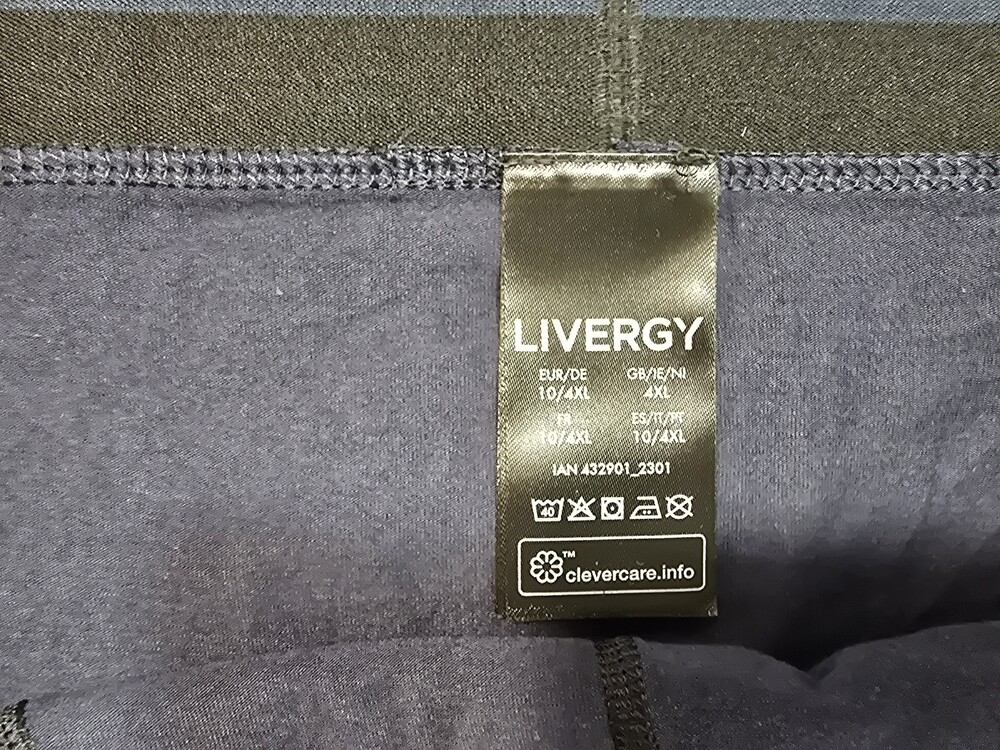 LIVERGY
EUR/DE GB/IE/NI
10/4XL 4XL
FR ES/IT/PT
10/4XL 10/4XL
IAN 432901_2301
40
™
clevercare.info